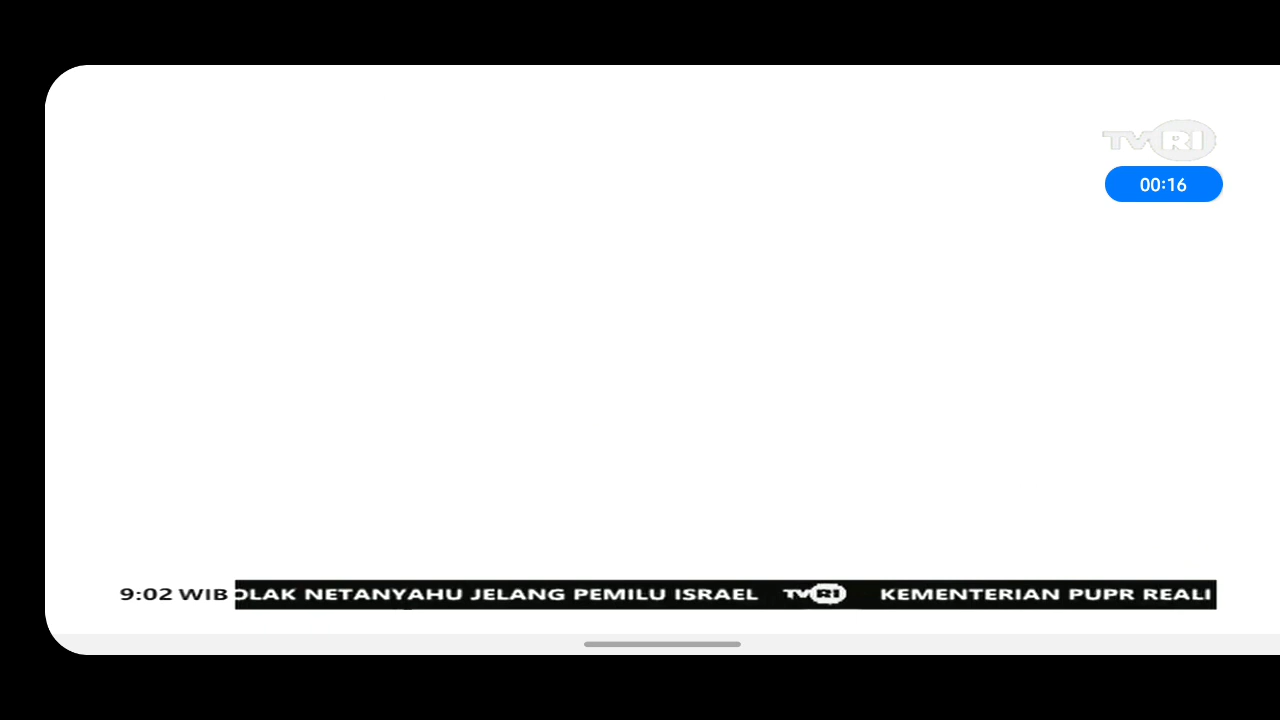 TVRI
00:16
9:02 WIB OLAK NETANYAHU JELANG PEMILU ISRAEL TVRI KEMENTERIAN PUPR REALI